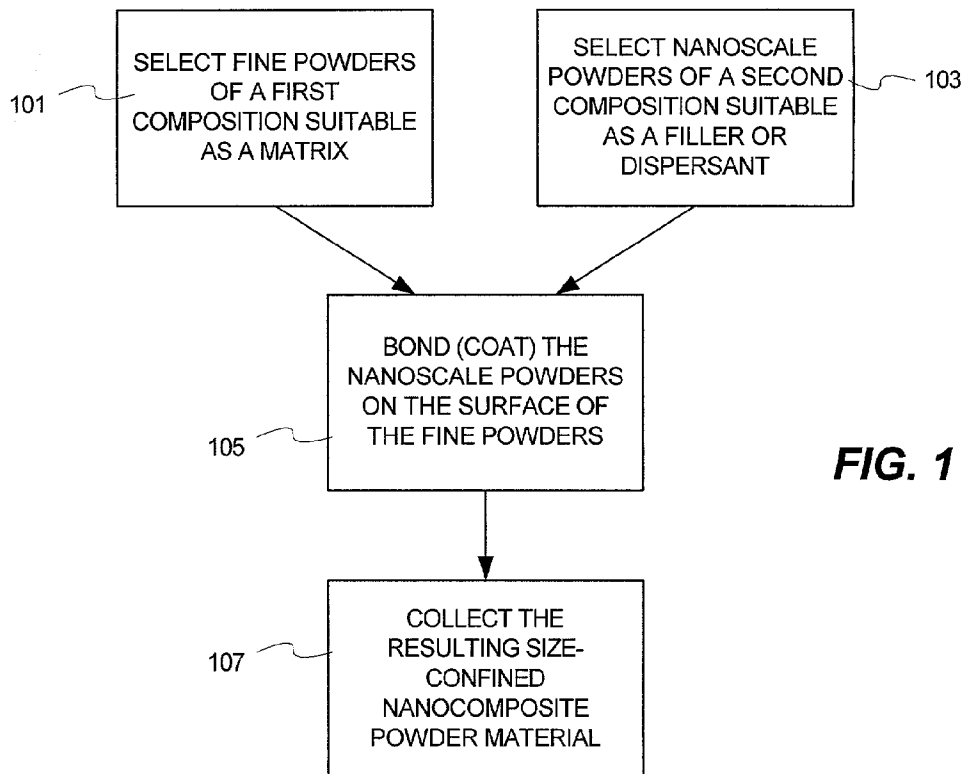 101
SELECT FINE POWDERS
OF A FIRST
COMPOSITION SUITABLE
AS A MATRIX
SELECT NANOSCALE
POWDERS OF A SECOND
COMPOSITION SUITABLE
AS A FILLER OR
DISPERSANT
103
BOND (COAT) THE
NANOSCALE POWDERS
ON THE SURFACE OF
THE FINE POWDERS
105
FIG. 1
COLLECT THE
RESULTING SIZE-
CONFINED
NANOCOMPOSITE
POWDER MATERIAL
107